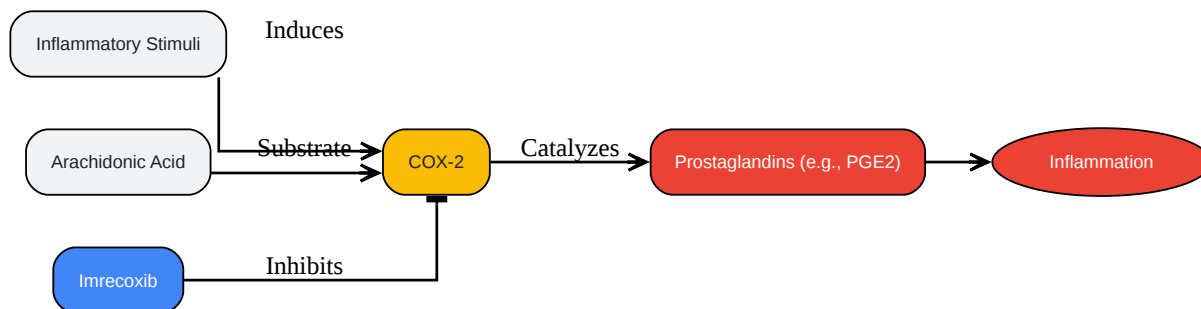 Inflammatory Stimuli
Induces
Arachidonic Acid
Substrate
COX-2
Catalyzes
Prostaglandins (e.g., PGE2)
Inflammation
Imrecoxib
Inhibits